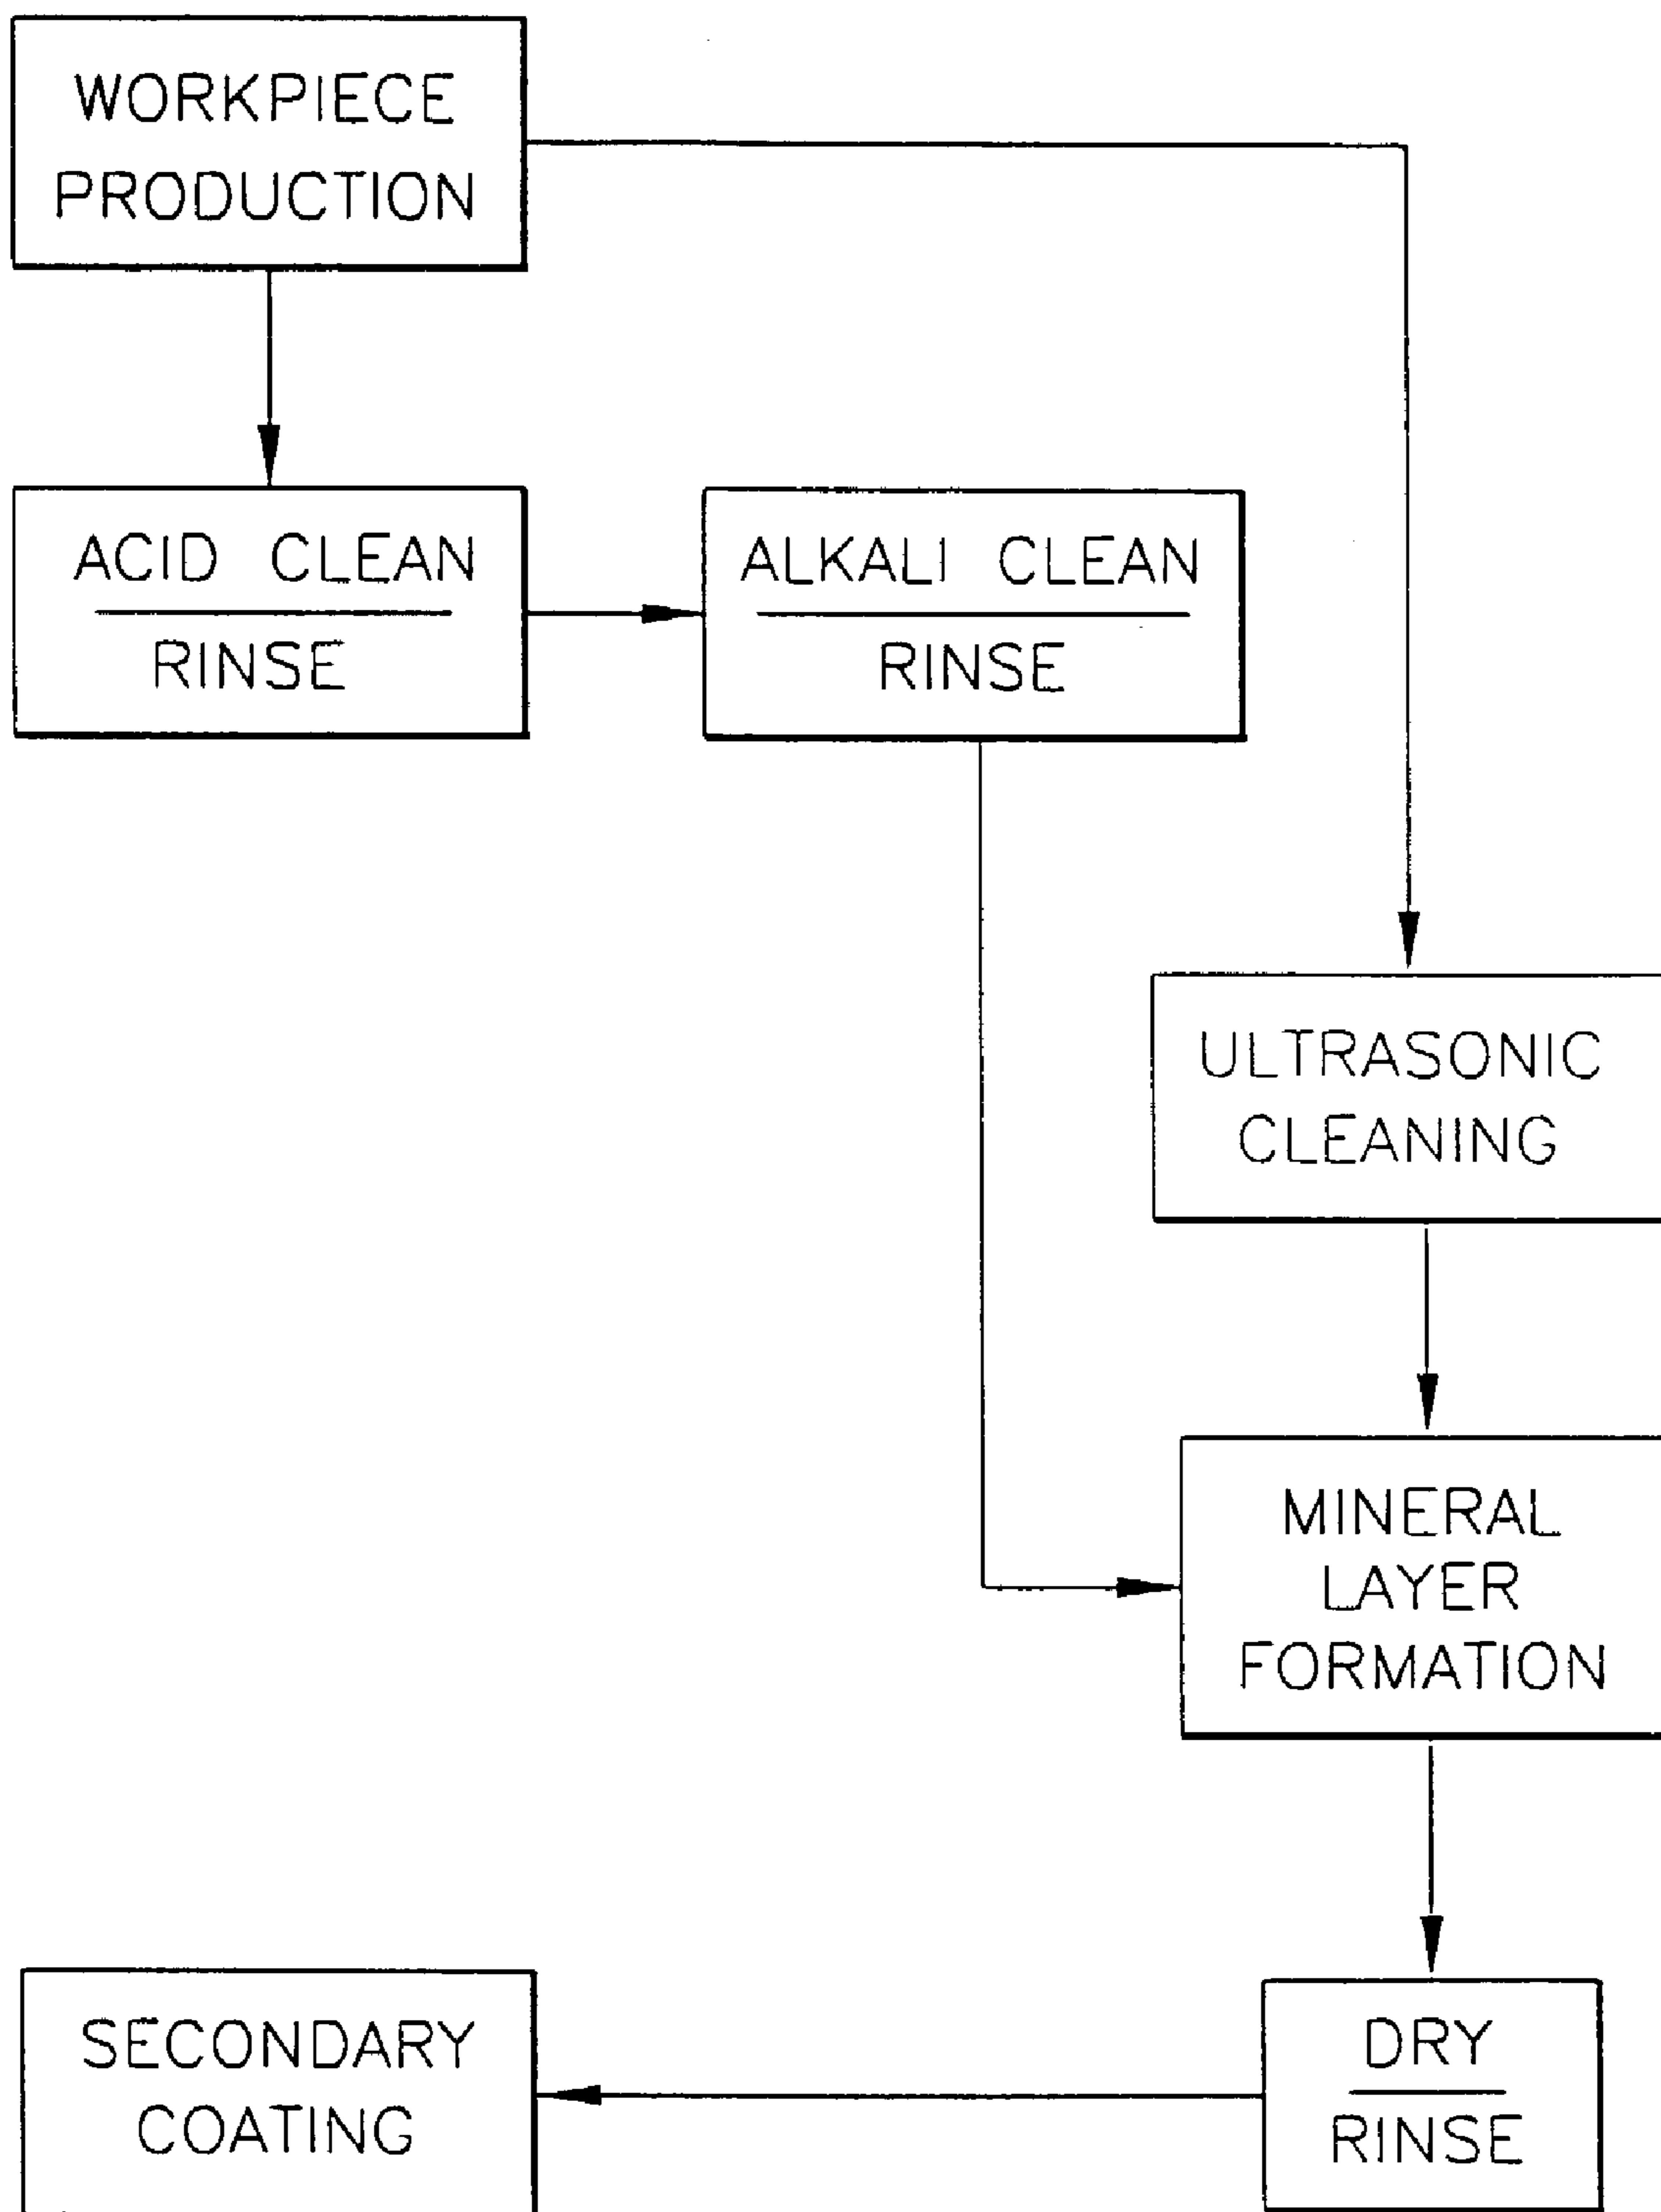 WORKPIECE
PRODUCTION
ACID CLEAN
RINSE
ALKALI CLEAN
RINSE
ULTRASONIC
CLEANING
MINERAL
LAYER
FORMATION
DRY
RINSE
SECONDARY
COATING